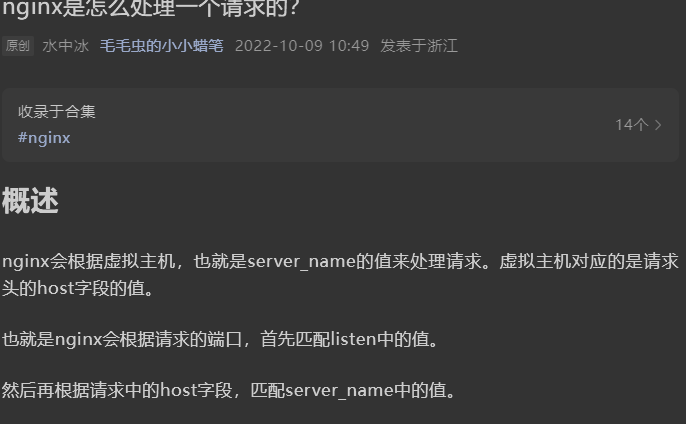 nginx是怎么处理一个请求的?
原创 水中冰 毛毛虫的小小蜡笔 2022-10-09 10:49 发表于浙江
收录于合集
#nginx
14个 >
概述
nginx会根据虚拟主机，也就是server_name的值来处理请求。虚拟主机对应的是请求
头的host字段的值。
也就是nginx会根据请求的端口，首先匹配listen中的值。
然后再根据请求中的host字段，匹配server_name中的值。